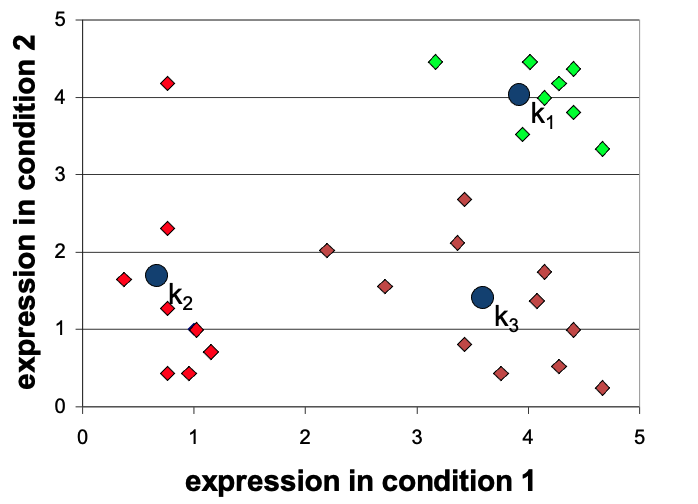 expression in condition 2
5
4
3
2
1
0
k1
k2
k3
0 1 2 3 4 5
expression in condition 1